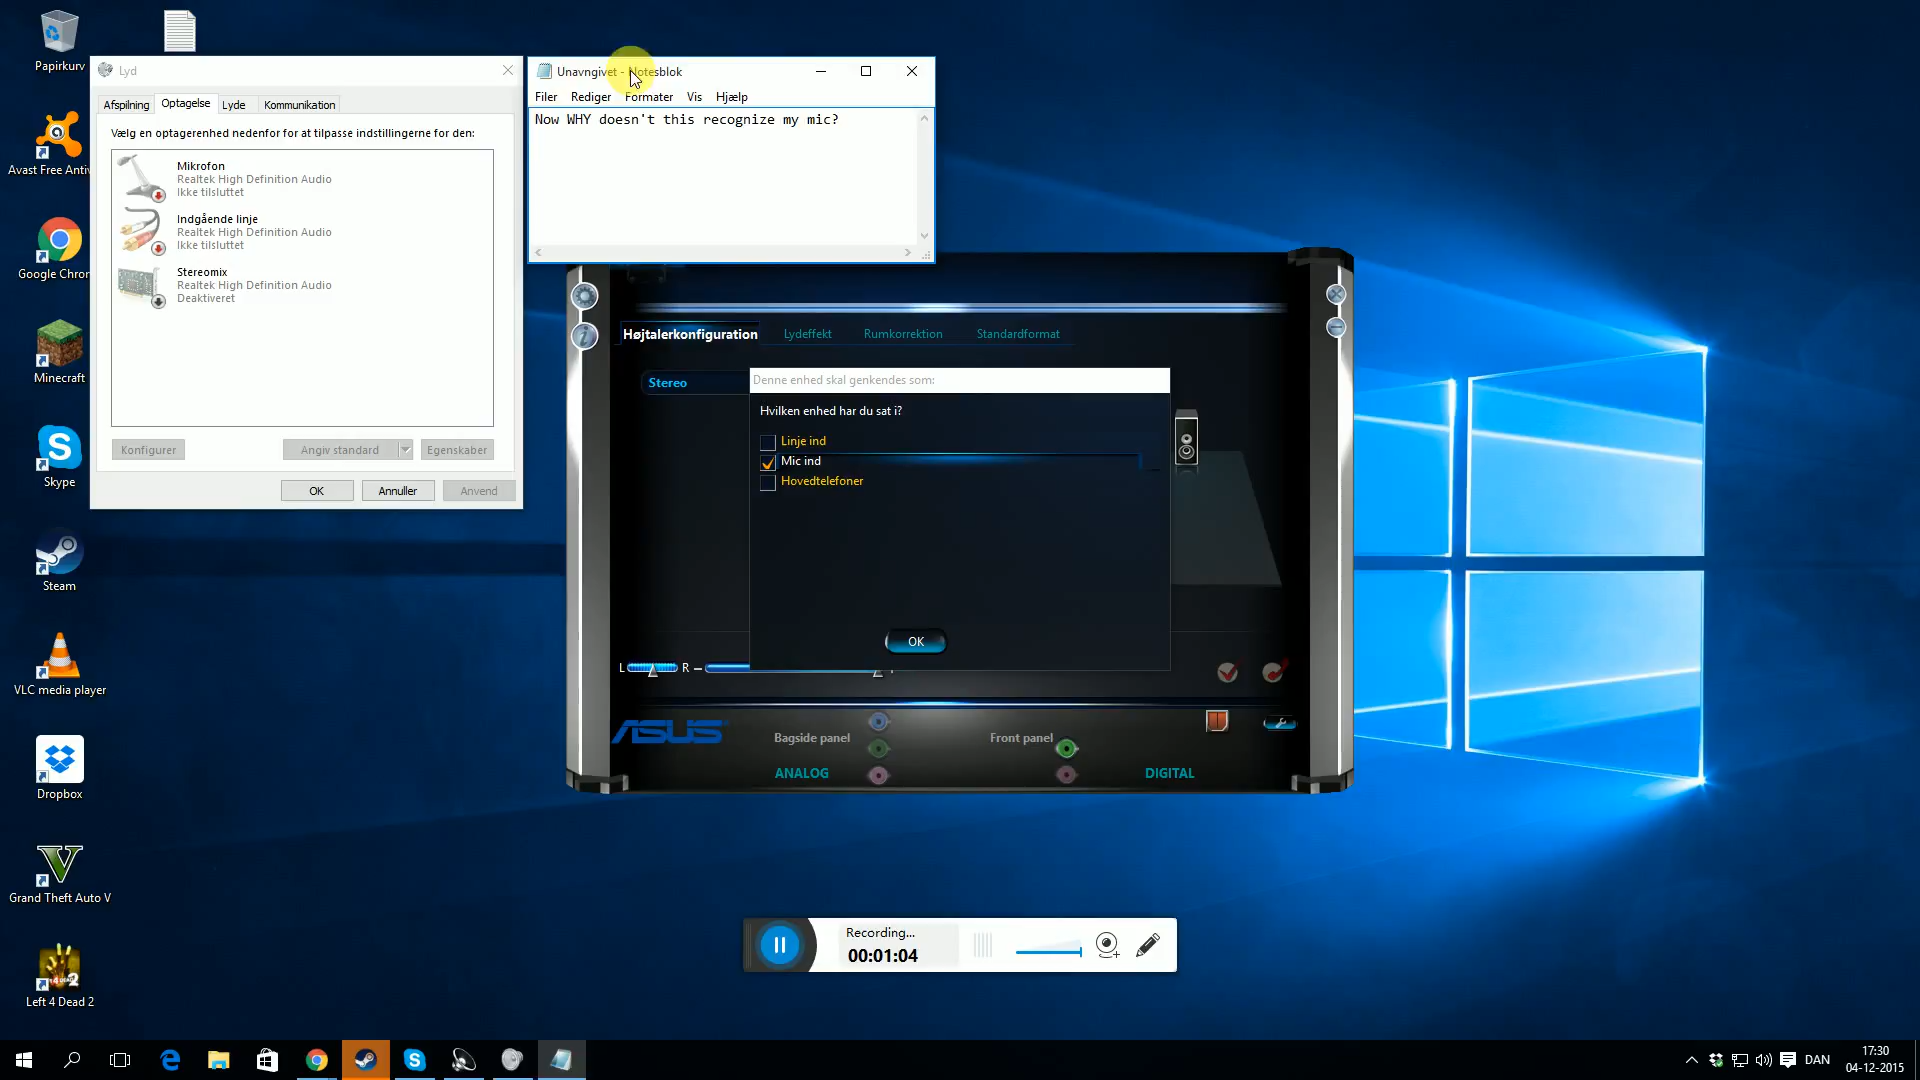 Papirkurv
Avast Free Antiv
Google Chron
Minecraft
Skype
Steam
VLC media player
Dropbox
Grand Theft Auto V
Left 4 Dead 2
Lyd
Afspilning
Optagelse
Lyde
Kommunikation
Vælg en optagerenhed nedenfor for at tilpasse indstillingerne for den:
Mikrofon
Realtek High Definition Audio
Ikke tilsluttet
Indgående linje
Realtek High Definition Audio
Ikke tilsluttet
Stereomix
Realtek High Definition Audio
Deaktiveret
Konfigurer
Angiv standard
Egenskaber
OK
Annuller
Anvend
Unavngivet - Notesblok
Filer Rediger Formater Vis Hjælp
Now WHY doesn't this recognize my mic?
Højtalerkonfiguration
Lydeffekt
Rumkorrektion
Standardformat
Stereo
Denne enhed skal genkendes som:
Hvilken enhed har du sat i?
Linje ind
Mic ind
Hovedtelefoner
OK
L R
ASUS
Bagside panel
Front panel
ANALOG
DIGITAL
Recording...
00:01:04
DAN
17:30
04-12-2015